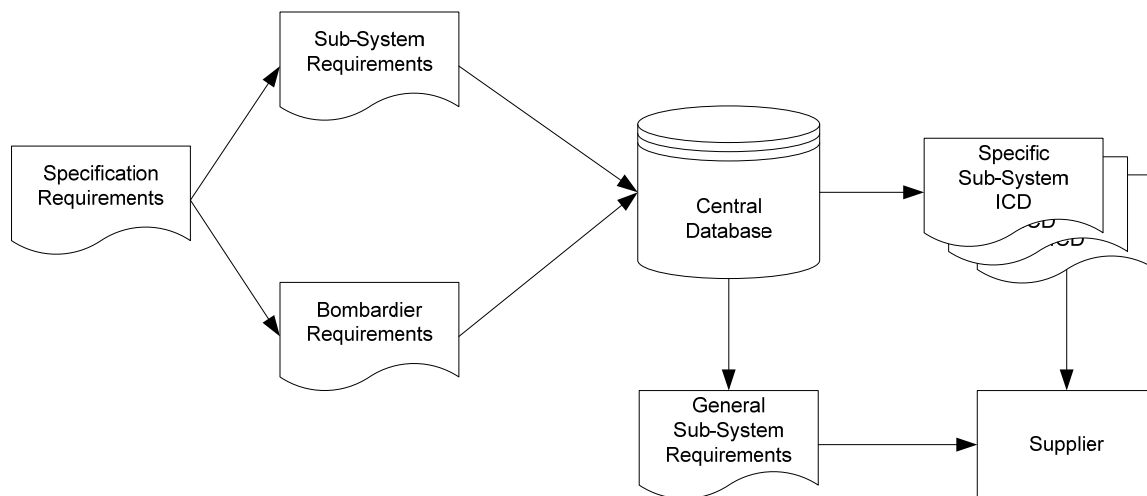 Sub-System
Requirements
Specification
Requirements
Central
Database
Specific
Sub-System
ICD
Bombardier
Requirements
General
Sub-System
Requirements
Supplier